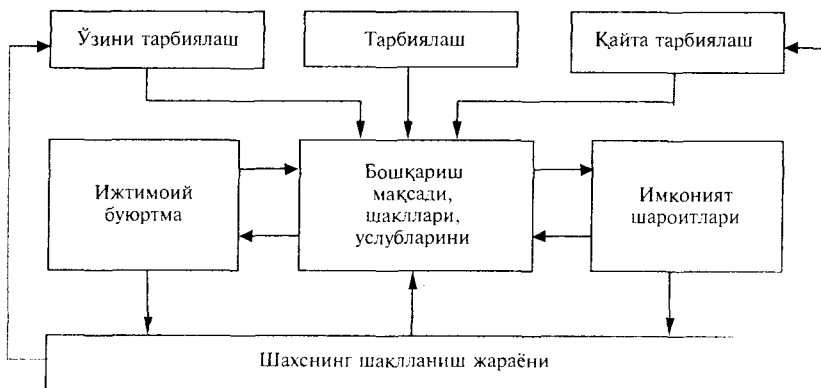 Ўзини тарбиялаш
Тарбиялаш
Қайта тарбиялаш
Ижтимоий
буюртма
Бошқариш
мақсади,
шакллари,
услубларини
Имконият
шароитлари
Шахснинг шаклланиш жараёни